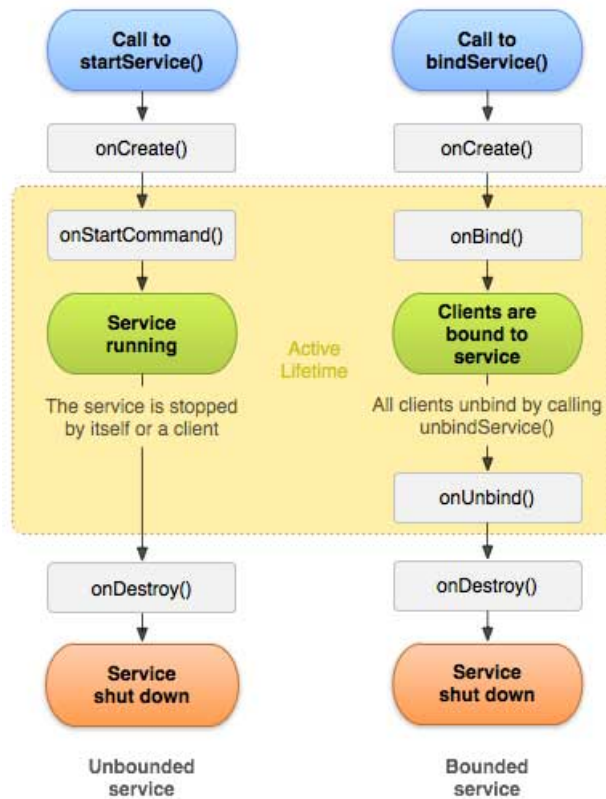 Call to
startService()
onCreate()
onStartCommand()
Service
running
The service is stopped
by itself or a client
onDestroy()
Service
shut down
Unbounded
service
Active
Lifetime
Call to
bindService()
onCreate()
onBind()
Clients are
bound to
service
All clients unbind by calling
unbindService()
onUnbind()
onDestroy()
Service
shut down
Bounded
service